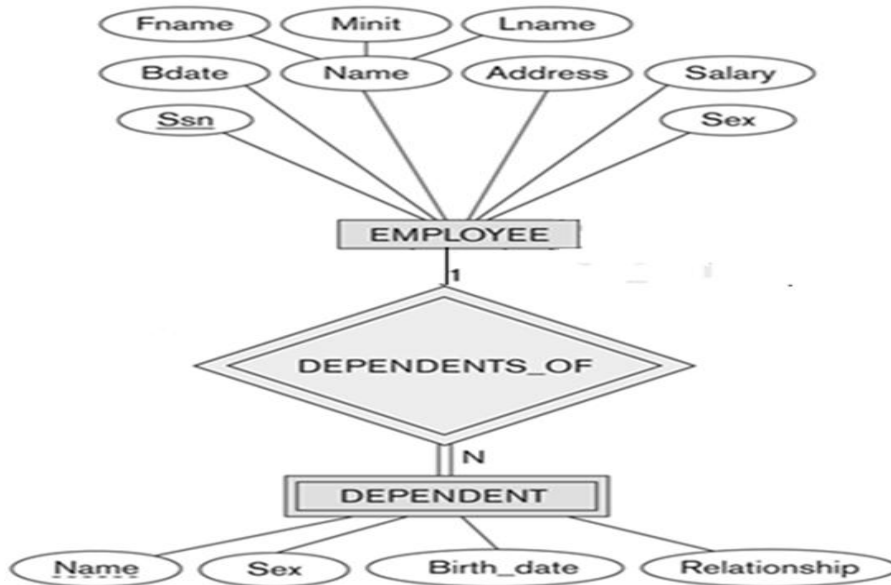 Fname Minit Lname
Bdate Name Address Salary
Ssn Sex
EMPLOYEE
1
DEPENDENTS_OF
N
DEPENDENT
Name Sex Birth_date Relationship